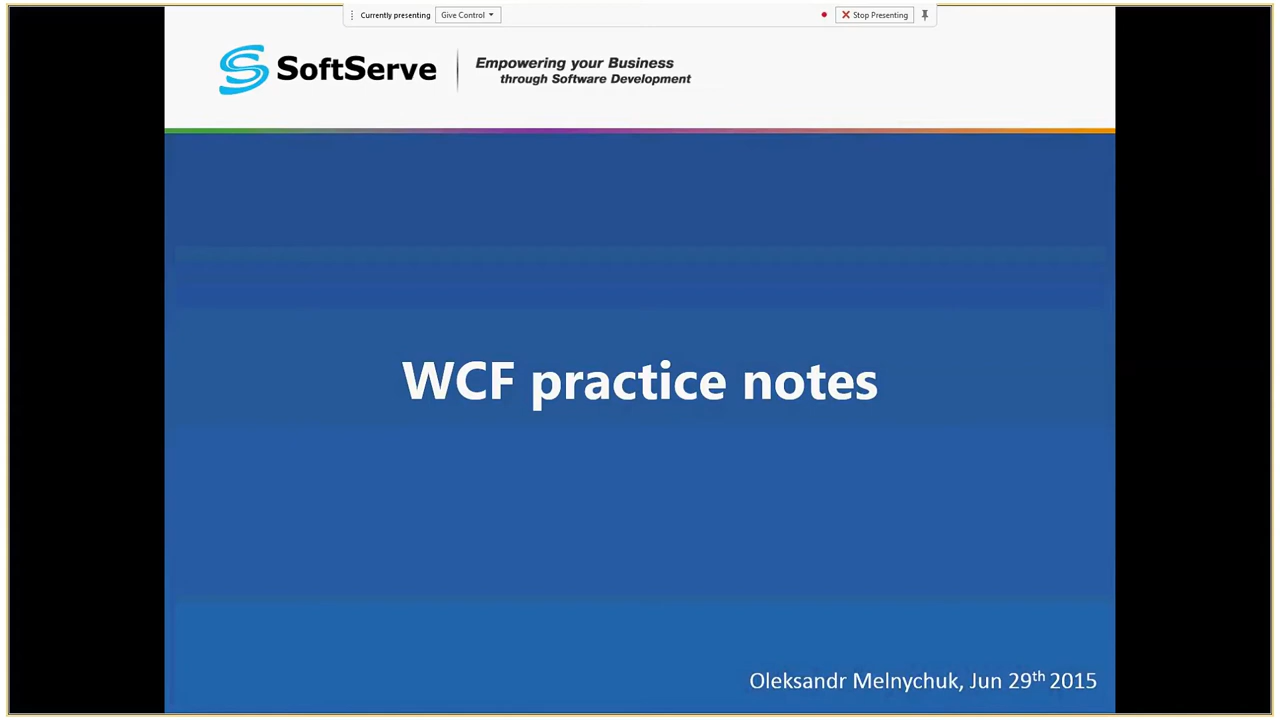 Currently presenting Give Control Stop Presenting
SoftServe
Empowering your Business
through Software Development
WCF practice notes
Oleksandr Melnychuk, Jun 29th 2015